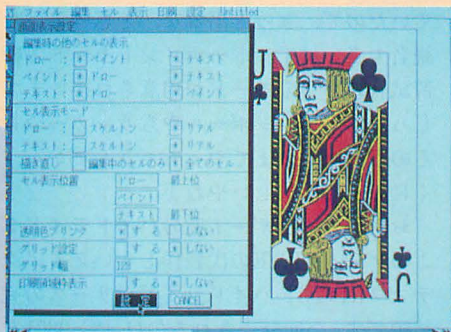 ファイル 編集 セル 表示 印刷 設定 Untitled
画面表示設定
編集時の他のセルの表示
ドロー : * ペイント * テキスト
ペイント : * ドロー * テキスト
テキスト : * ドロー * ペイント
セル表示モード
ドロー : スケルトン * リアル
テキスト : スケルトン * リアル
描き直し 編集中のセルのみ * 全てのセル
セル表示位置 ドロー 最上位
ペイント
テキスト 最下位
透明色ブリンク * する しない
グリッド設定 する * しない
グリッド幅 128
印刷領域枠表示 する * しない
設定 CANCEL
J
J